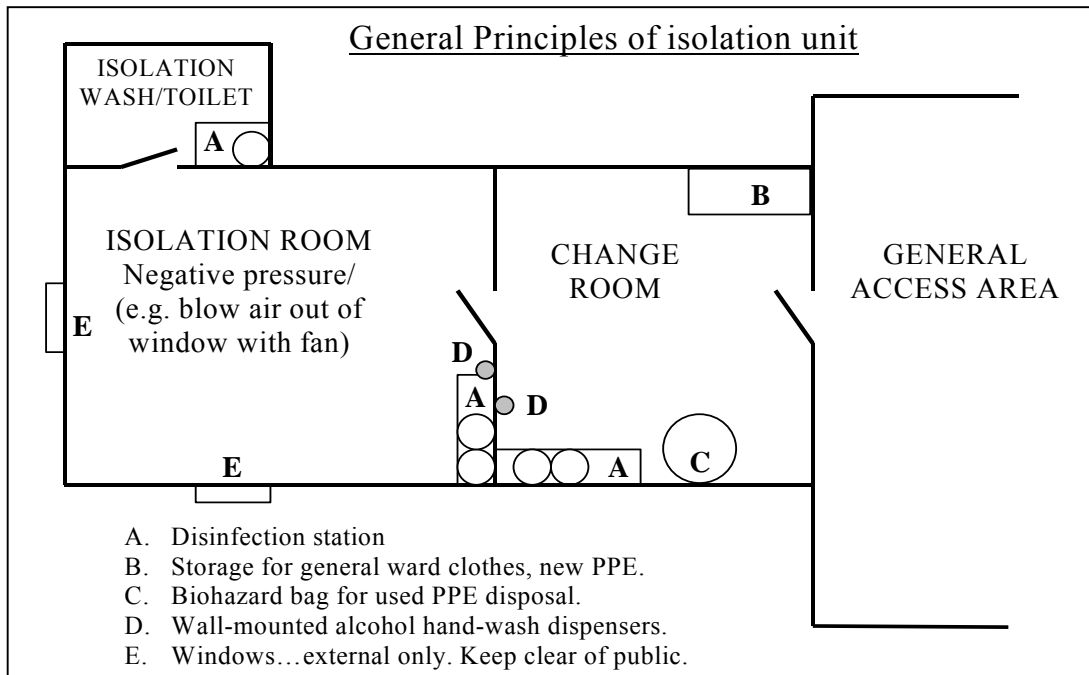 General Principles of isolation unit
ISOLATION
WASH/TOILET
A
B
ISOLATION ROOM
Negative pressure/
(e.g. blow air out of
window with fan)
CHANGE
ROOM
GENERAL
ACCESS AREA
E
D
A
D
E
A
C
A. Disinfection station
B. Storage for general ward clothes, new PPE.
C. Biohazard bag for used PPE disposal.
D. Wall-mounted alcohol hand-wash dispensers.
E. Windows…external only. Keep clear of public.